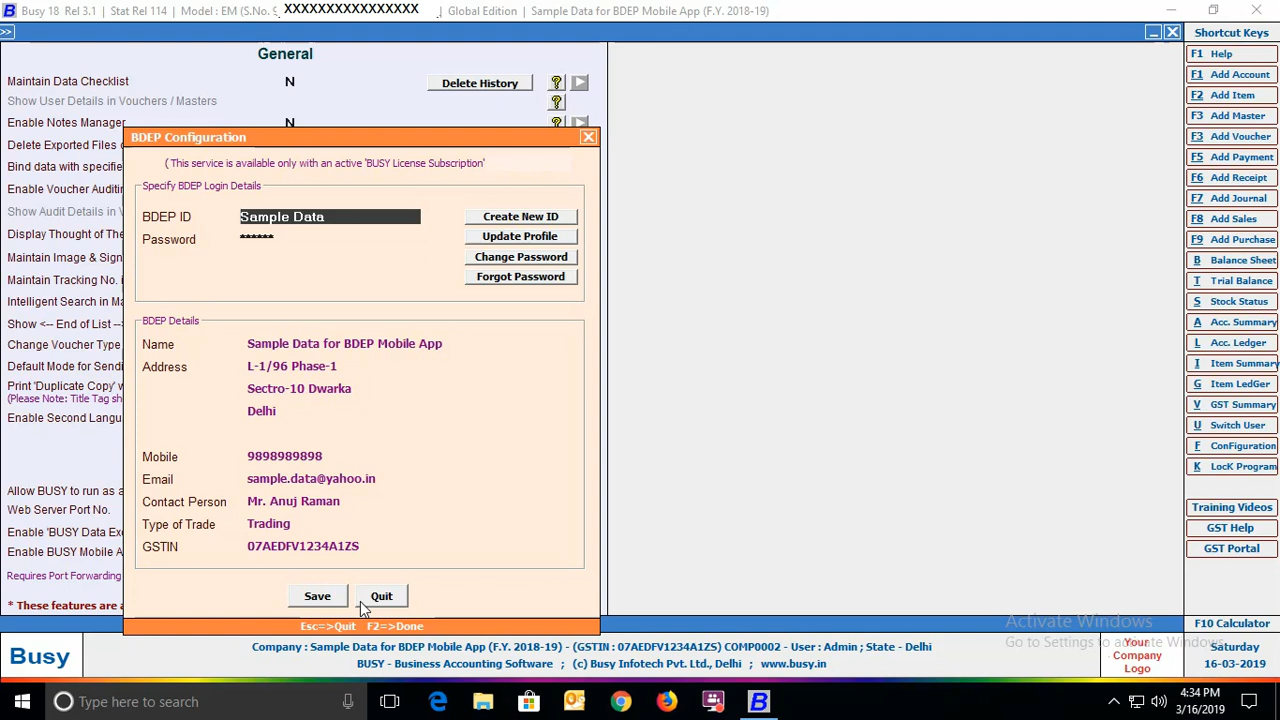 Busy 18 Rel 3.1 | Stat Rel 114 | Model : EM (S.No. XXXXXXXXXXXXXXX | Global Edition | Sample Data for BDEP Mobile App (F.Y. 2018-19)
>>
General
Maintain Data Checklist N Delete History ?
Show User Details in Vouchers / Masters ?
Enable Notes Manager N ?
Delete Exported Files
Bind data with specifie
Enable Voucher Auditin
Show Audit Details in
Display Thought of The
Maintain Image & Sign
Maintain Tracking No.
Intelligent Search in Ma
Show <-- End of List --
Change Voucher Type
Default Mode for Sendi
Print 'Duplicate Copy'
(Please Note: Title Tag sh
Enable Second Langu
Allow BUSY to run as a
Web Server Port No.
Enable 'BUSY Data Ex
Enable BUSY Mobile A
Requires Port Forwarding
* These features are a
BDEP Configuration
( This service is available only with an active 'BUSY License Subscription'
Specify BDEP Login Details
BDEP ID Sample Data Create New ID
Password ****** Update Profile
Change Password
Forgot Password
BDEP Details
Name Sample Data for BDEP Mobile App
Address L-1/96 Phase-1
Sectro-10 Dwarka
Delhi
Mobile 9898989898
Email sample.data@yahoo.in
Contact Person Mr. Anuj Raman
Type of Trade Trading
GSTIN 07AEDFV1234A1ZS
Save Quit
Esc=>Quit F2=>Done
Shortcut Keys
F1 Help
F1 Add Account
F2 Add Item
F3 Add Master
F3 Add Voucher
F5 Add Payment
F6 Add Receipt
F7 Add Journal
F8 Add Sales
F9 Add Purchase
B Balance Sheet
T Trial Balance
S Stock Status
A Acc. Summary
L Acc. Ledger
I Item Summary
G Item LedGer
V GST Summary
U Switch User
F ConFiguration
K LocK Program
Training Videos
GST Help
GST Portal
F10 Calculator
Activate Windows
Go to Settings to activate Windows.
Busy
Company : Sample Data for BDEP Mobile App (F.Y. 2018-19) - (GSTIN : 07AEDFV1234A1ZS) COMP0002 - User : Admin ; State - Delhi
BUSY - Business Accounting Software ; (c) Busy Infotech Pvt. Ltd., Delhi ; www.busy.in
Your
Company
Logo
Saturday
16-03-2019
Type here to search
4:34 PM
3/16/2019